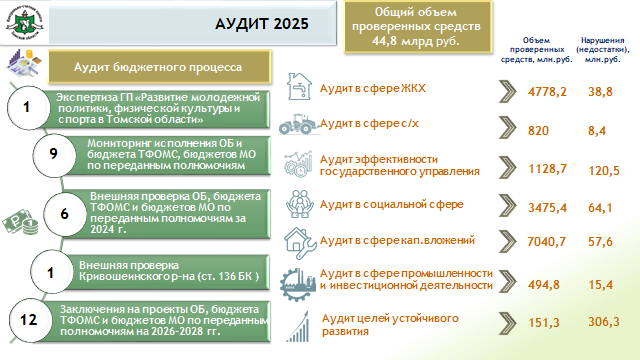 АУДИТ 2025
Общий объем
проверенных средств
44,8 млрд руб.
Объем
проверенных
средств, млн.руб.
Нарушения
(недостатки),
млн.руб.
Аудит бюджетного процесса
1
Экспертиза ГП «Развитие молодежной
политики, физической культуры и
спорта в Томской области»
9
Мониторинг исполнения ОБ и
бюджета ТФОМС, бюджетов МО по
переданным полномочиям
6
Внешняя проверка ОБ, бюджета
ТФОМС и бюджетов МО по
переданным полномочиям за
2024 г.
1
Внешняя проверка
Кривошеинского р-на (ст. 136 БК )
12
Заключения на проекты ОБ, бюджета
ТФОМС и бюджетов МО по переданным
полномочиям на 2026-2028 гг.
Аудит в сфере ЖКХ
4778,2
38,8
Аудит в сфере с/х
820
8,4
Аудит эффективности
государственного управления
1128,7
120,5
Аудит в социальной сфере
3475,4
64,1
Аудит в сфере кап.вложений
7040,7
57,6
Аудит в сфере промышленности
и инвестиционной деятельности
494,8
15,4
Аудит целей устойчивого
развития
151,3
306,3